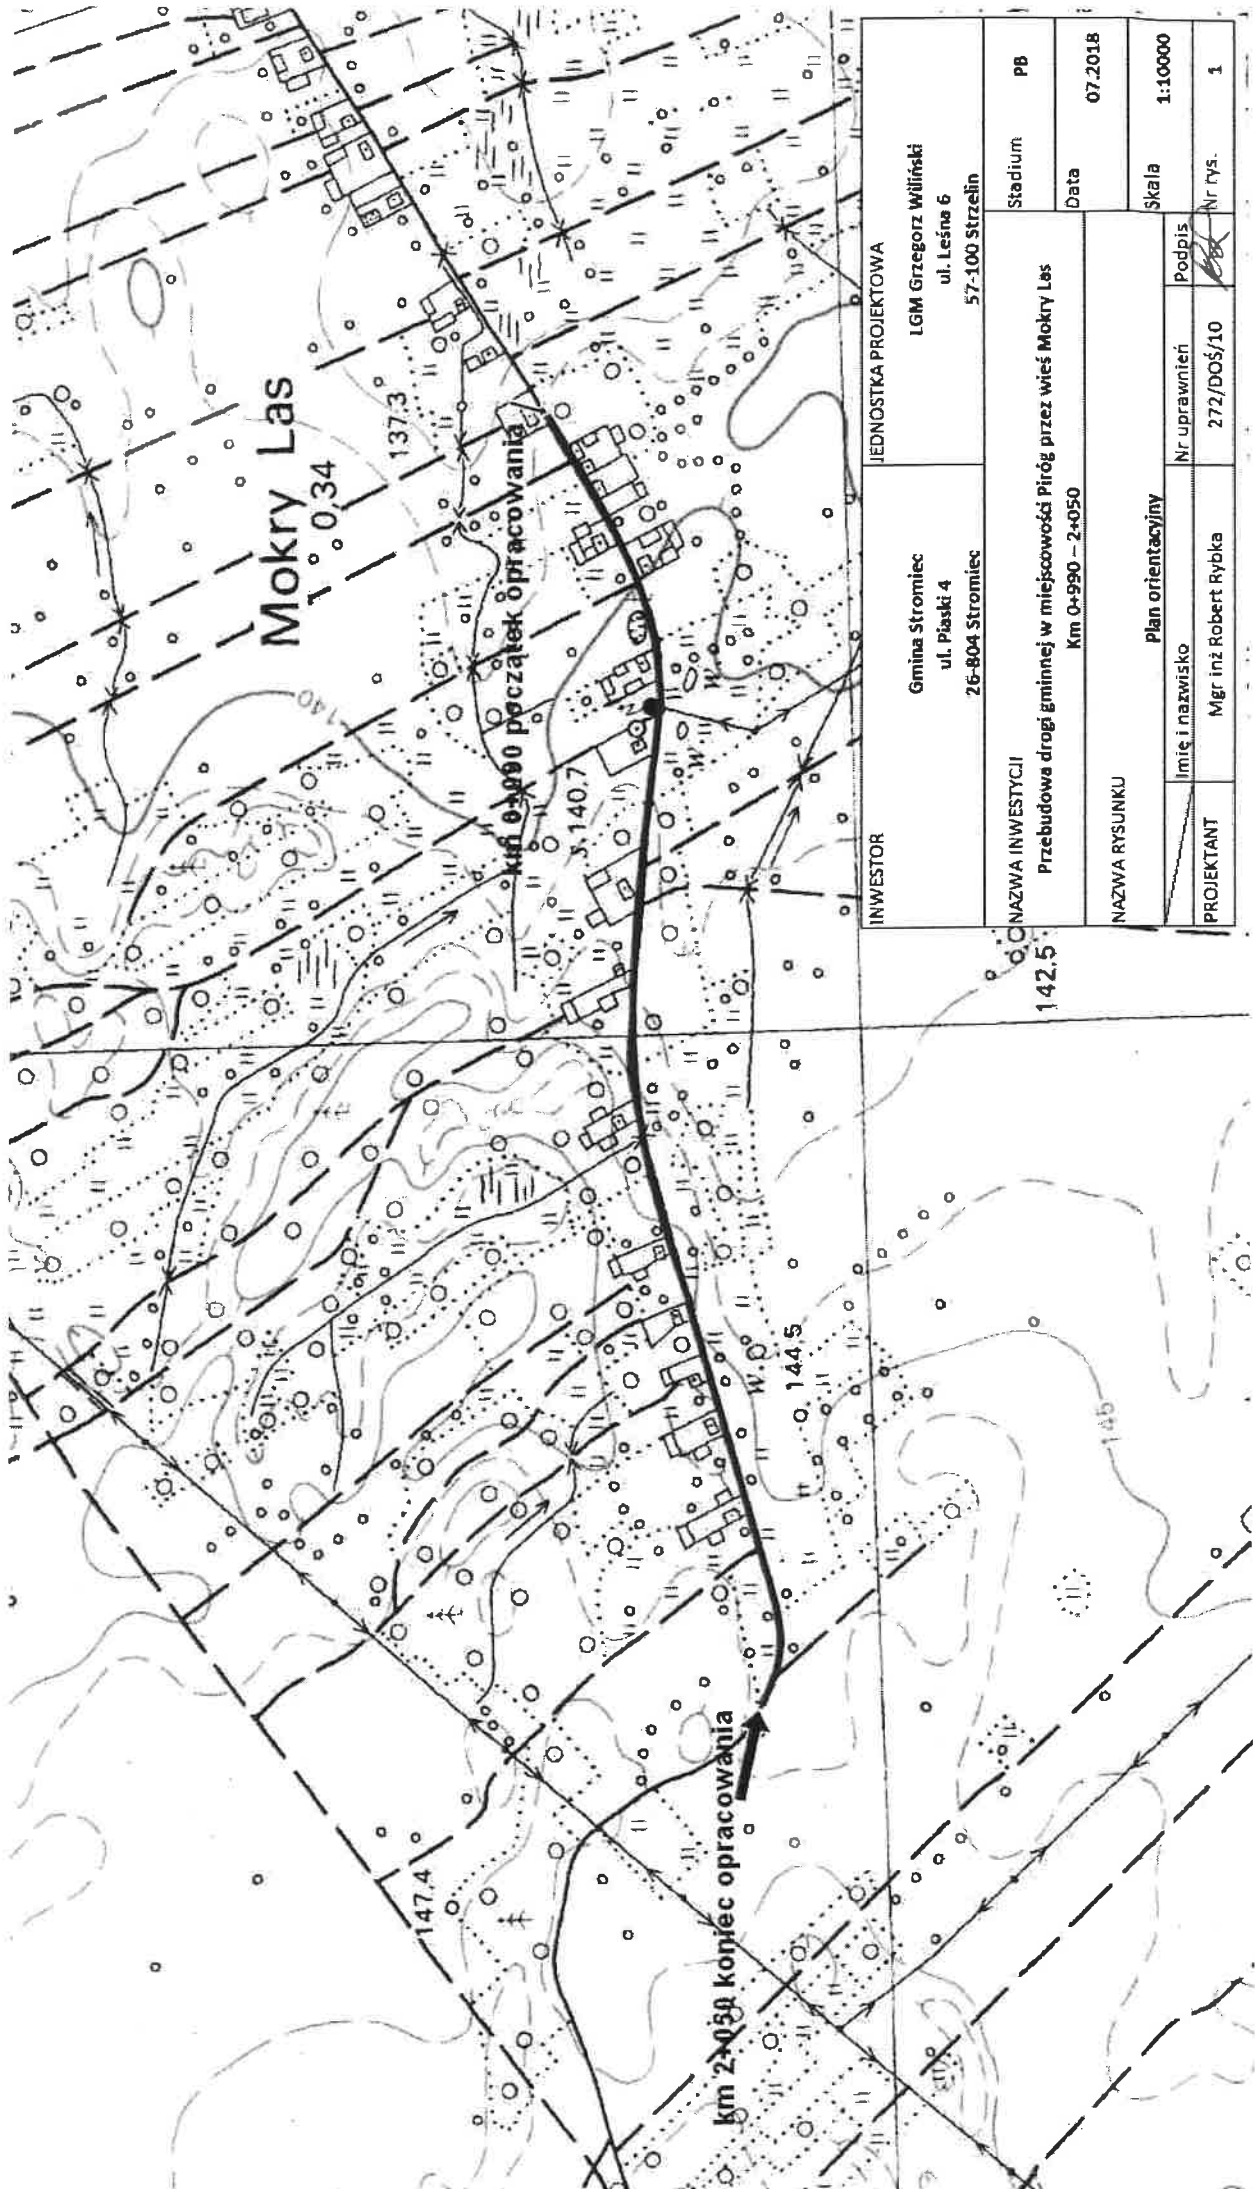 Mokry Las
0.34
137.3
140
km 0+990 początek opracowania
S.140.7
W
W
W
144.5
145
142.5
147.4
km 2+050 koniec opracowania
INWESTOR
Gmina Stromiec
ul. Piaski 4
26-804 Stromiec
JEDNOSTKA PROJEKTOWA
LGM Grzegorz Wiliński
ul. Leśna 6
57-100 Strzelin
NAZWA INWESTYCJI
Przebudowa drogi gminnej w miejscowości Piróg przez wieś Mokry Las
Km 0+990 – 2+050
Stadium PB
Data 07.2018
NAZWA RYSUNKU
Plan orientacyjny
Skala 1:10000
Imię i nazwisko Nr uprawnień Podpis
PROJEKTANT Mgr inż Robert Rybka 272/DOŚ/10
Nr rys. 1